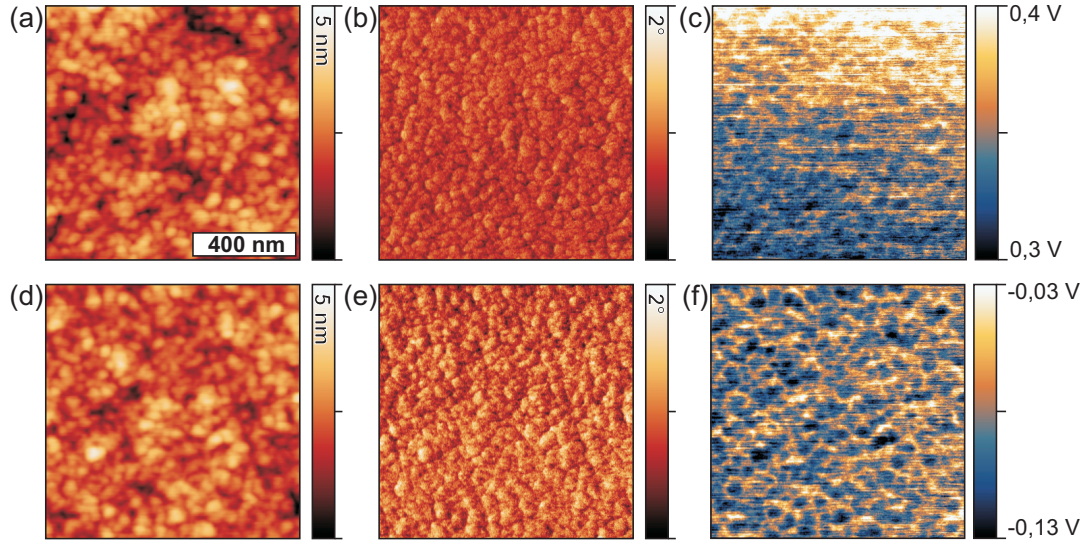 (a)
5 nm
(b)
2°
(c)
0,4 V
400 nm
0,3 V
(d)
5 nm
(e)
2°
(f)
-0,03 V
-0,13 V